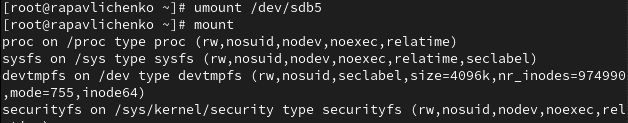 [root@rapavlichenko ~]# umount /dev/sdb5
[root@rapavlichenko ~]# mount
proc on /proc type proc (rw,nosuid,nodev,noexec,relatime)
sysfs on /sys type sysfs (rw,nosuid,nodev,noexec,relatime,seclabel)
devtmpfs on /dev type devtmpfs (rw,nosuid,seclabel,size=4096k,nr_inodes=974990
,mode=755,inode64)
securityfs on /sys/kernel/security type securityfs (rw,nosuid,nodev,noexec,rel